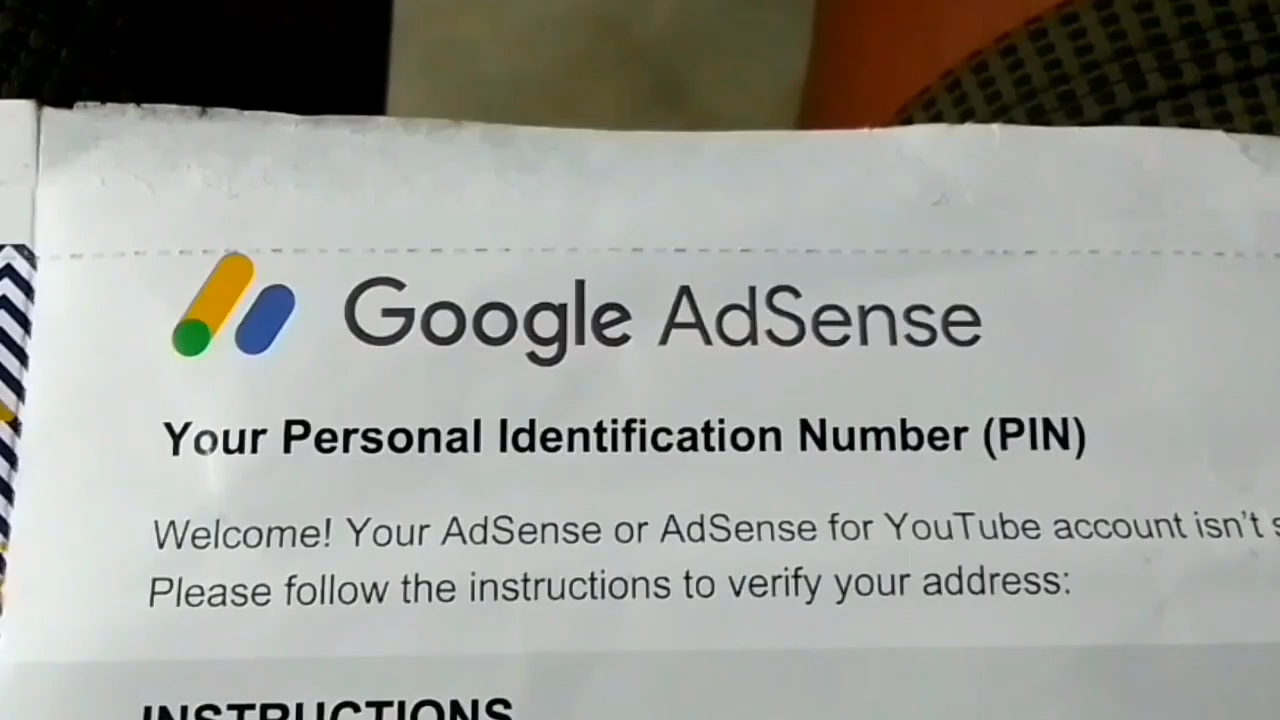 Google AdSense
Your Personal Identification Number (PIN)
Welcome! Your AdSense or AdSense for YouTube account isn't
Please follow the instructions to verify your address:
INSTRUCTIONS